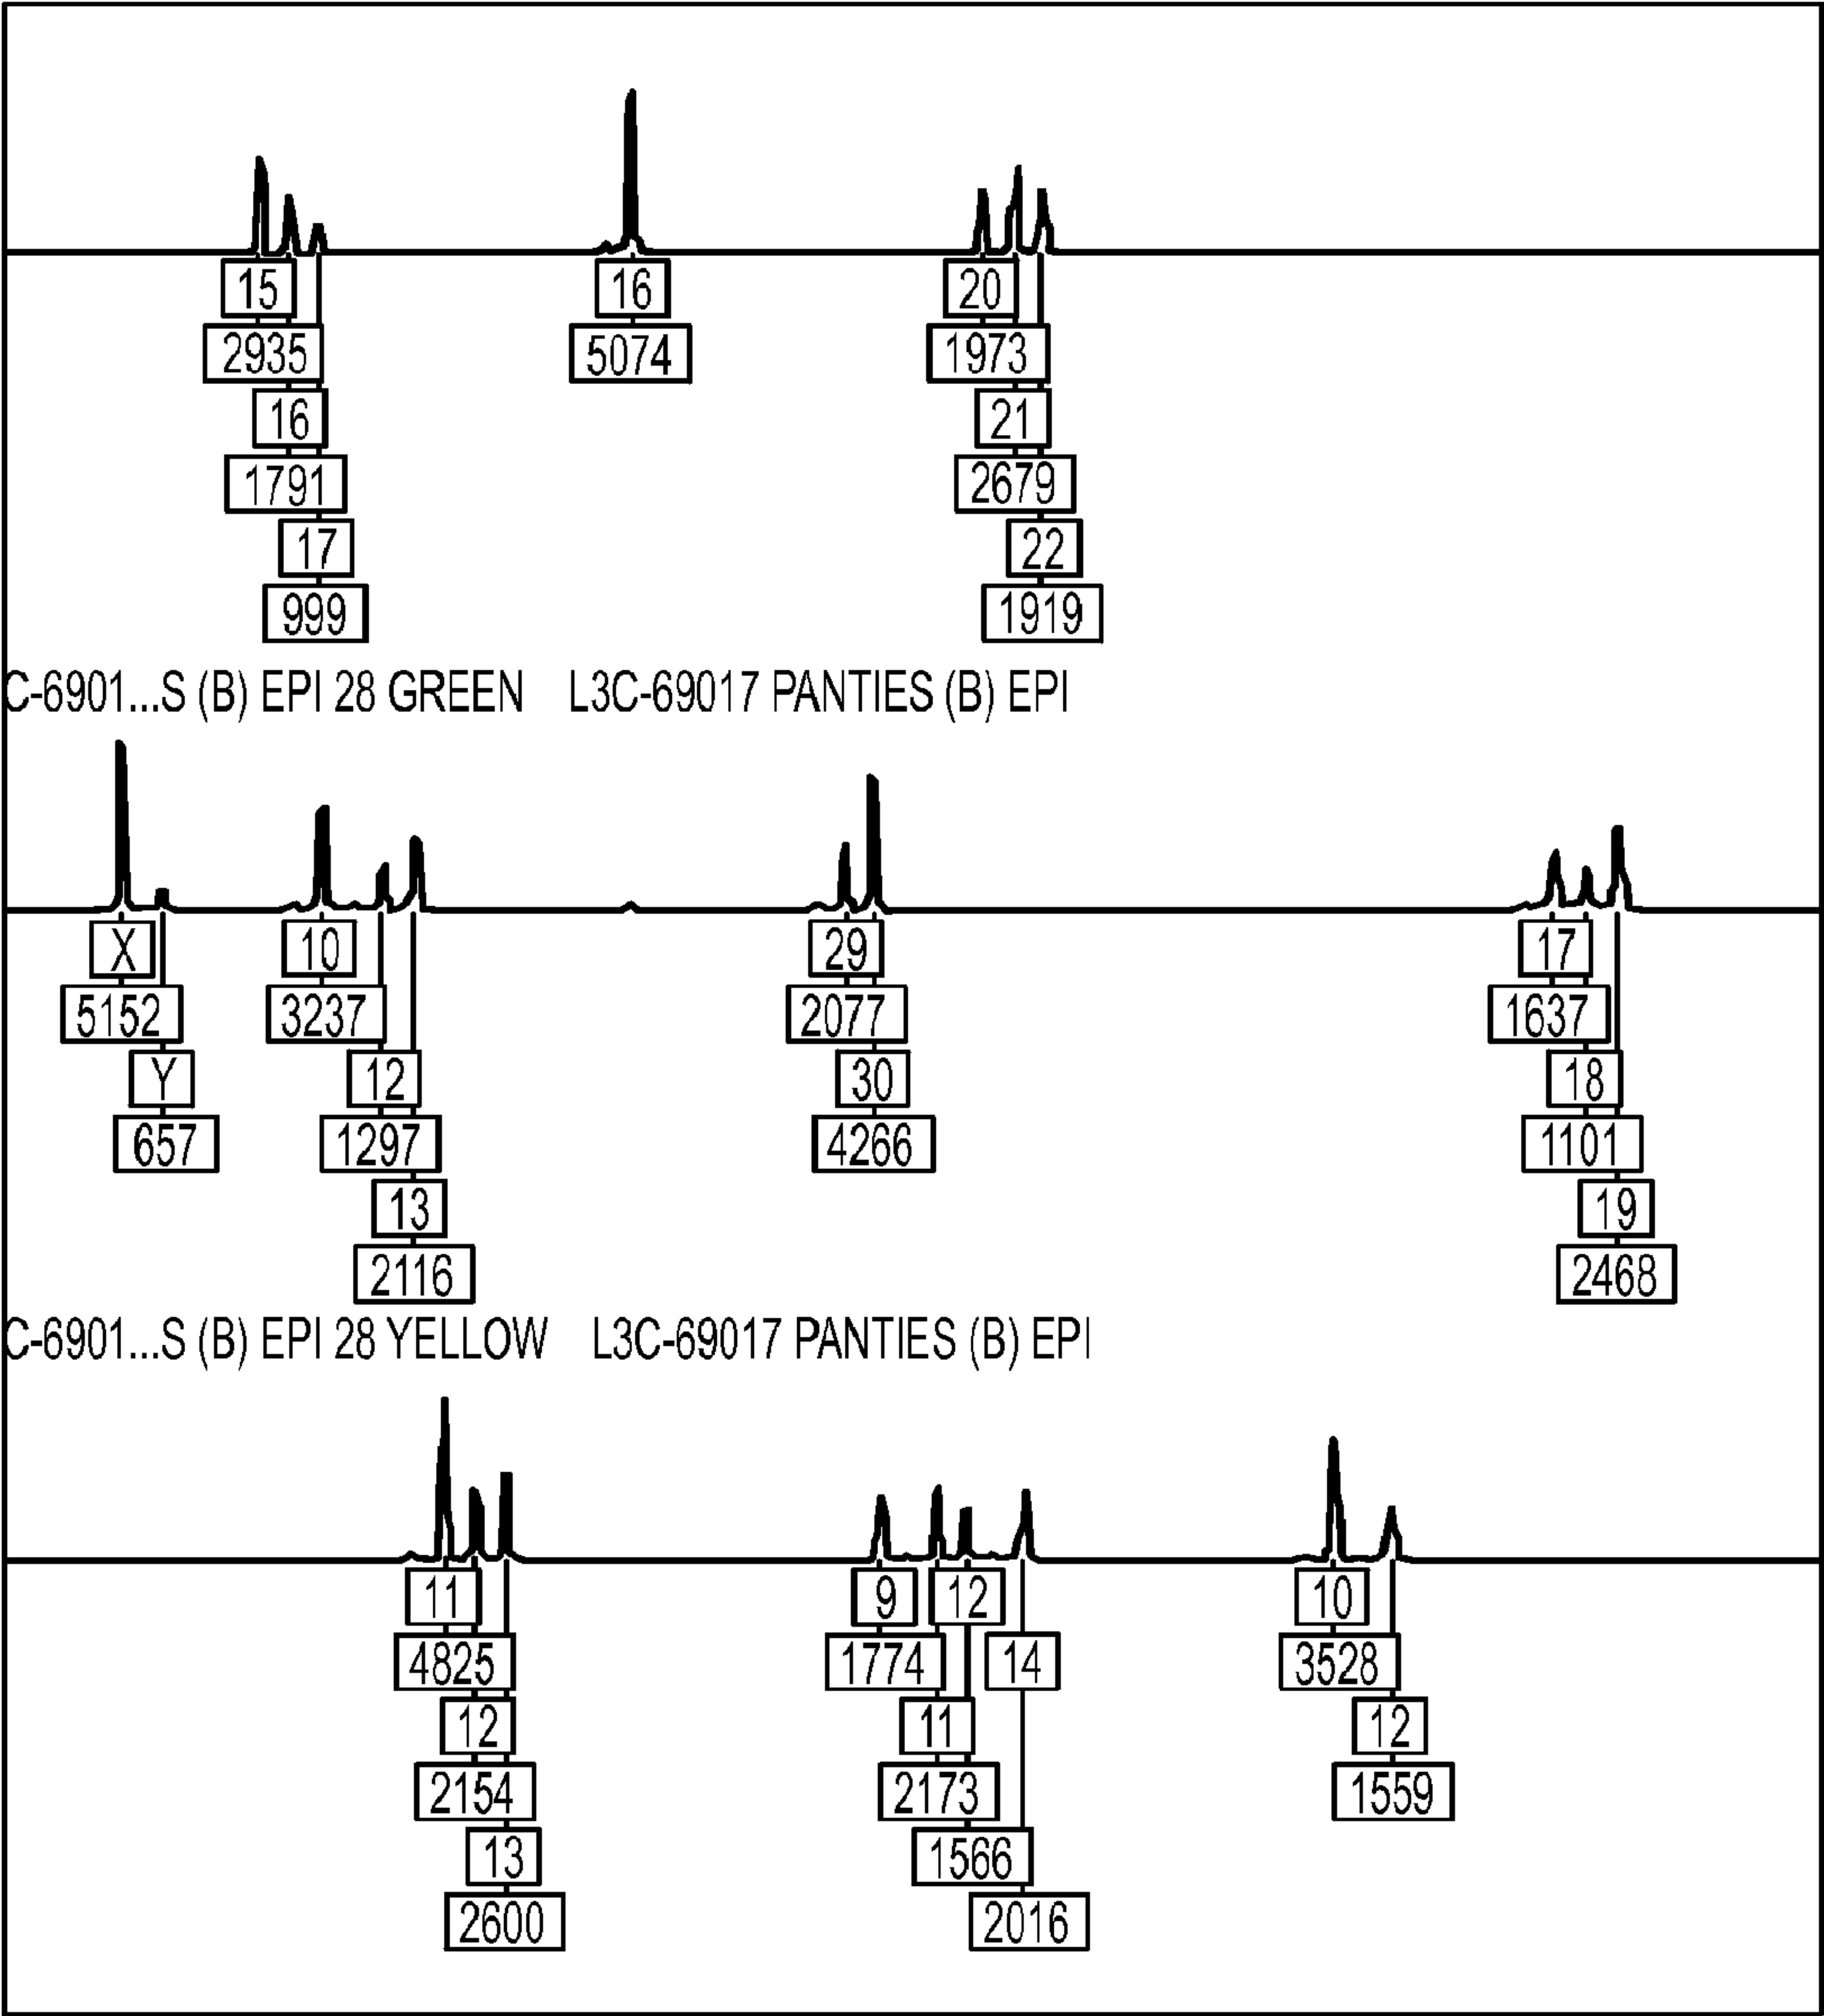 15 16 20
2935 5074 1973
16 21
1791 2679
17 22
999 1919
C-6901...S (B) EPI 28 GREEN L3C-69017 PANTIES (B) EPI
X 10 29 17
5152 3237 2077 1637
Y 12 30 18
657 1297 4266 1101
13 19
2116 2468
C-6901...S (B) EPI 28 YELLOW L3C-69017 PANTIES (B) EPI
11 9 12 10
4825 1774 14 3528
12 11 12
2154 2173 1559
13 1566
2600 2016